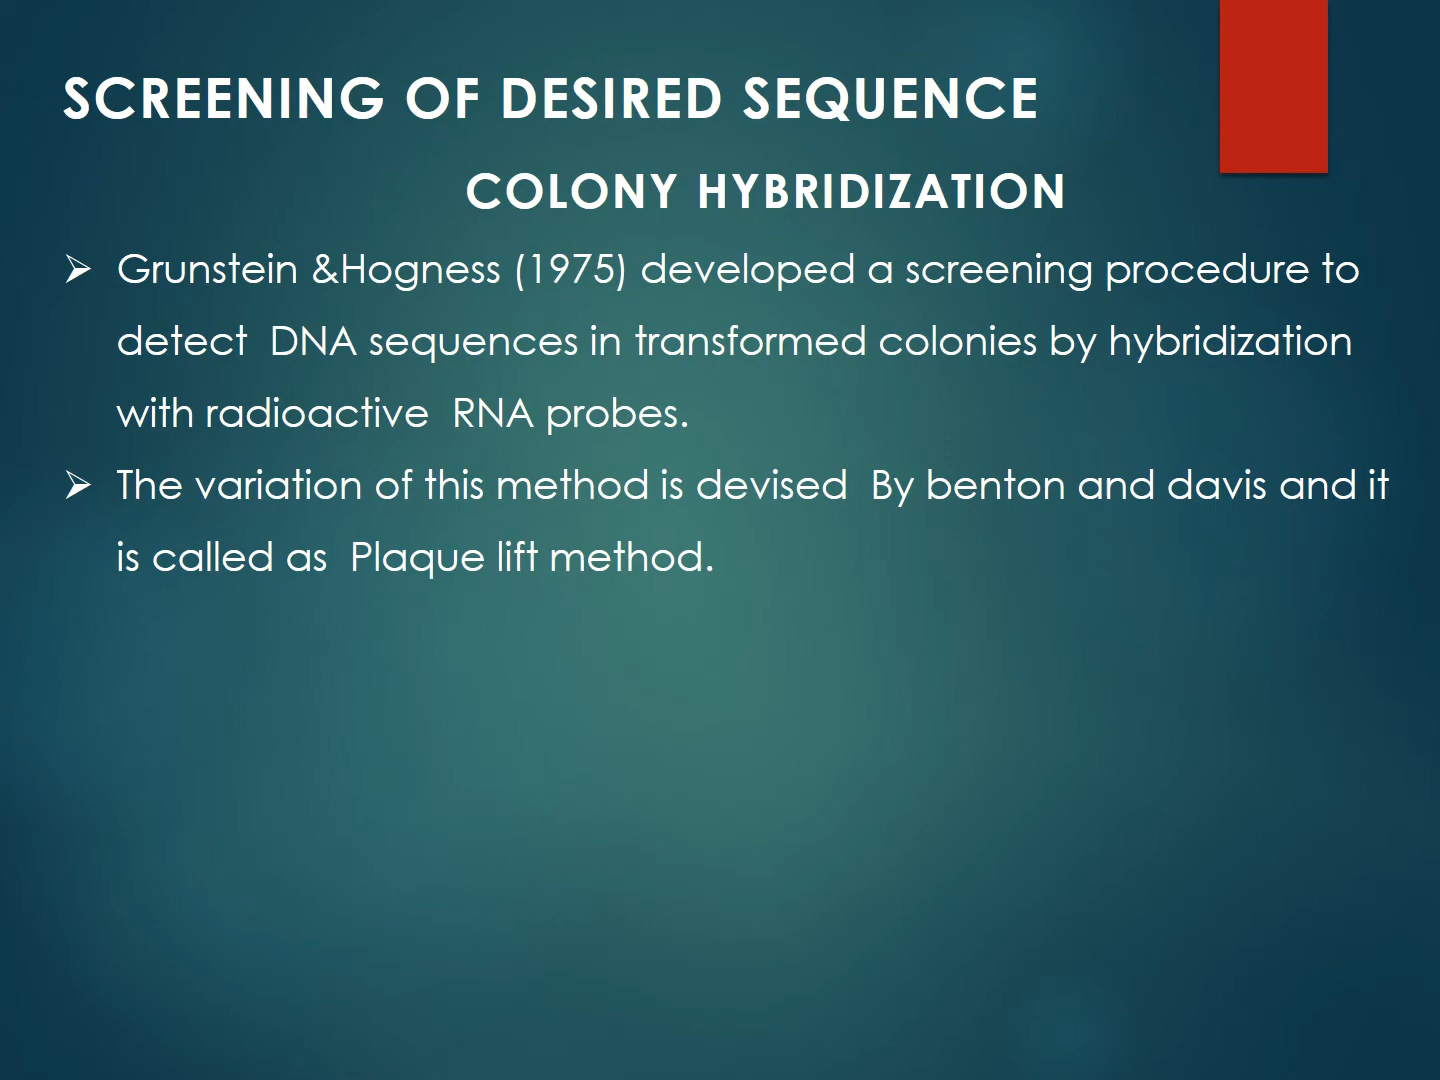 SCREENING OF DESIRED SEQUENCE
COLONY HYBRIDIZATION
➢ Grunstein &Hogness (1975) developed a screening procedure to
detect  DNA sequences in transformed colonies by hybridization
with radioactive  RNA probes.
➢ The variation of this method is devised  By benton and davis and it
is called as  Plaque lift method.